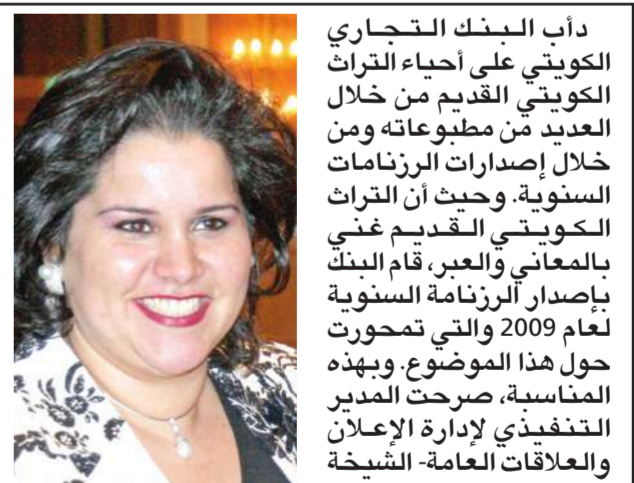 دأب البنك التجاري
الكويتي على أحياء التراث
الكويتي القديم من خلال
العديد من مطبوعاته ومن
خلال إصدارات الرزنامات
السنوية. وحيث أن التراث
الكويتي القديم غني
بالمعاني والعبر، قام البنك
بإصدار الرزنامة السنوية
لعام 2009 والتي تمحورت
حول هذا الموضوع. وبهذه
المناسبة، صرحت المدير
التنفيذي لإدارة الإعلان
والعلاقات العامة- الشيخة